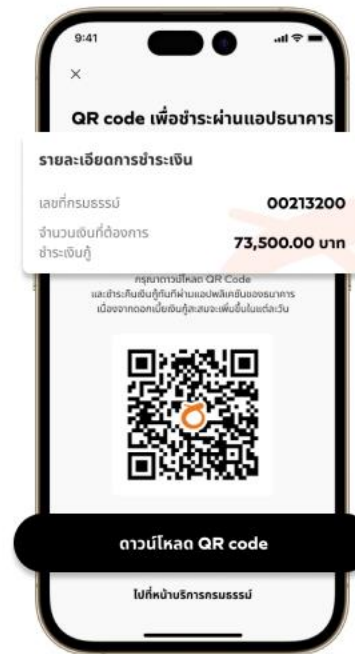 9:41
QR code เพื่อชำระผ่านแอปธนาคาร
รายละเอียดการชำระเงิน
เลขที่กรมธรรม์ 00213200
จำนวนเงินที่ต้องการ
ชำระเงินกู้ 73,500.00 บาท
กรุณาดาวน์โหลด QR Code
และชำระคืนเงินกู้ทันทีผ่านแอปพลิเคชันของธนาคาร
เนื่องจากดอกเบี้ยเงินกู้สะสมจะเพิ่มขึ้นในแต่ละวัน
ดาวน์โหลด QR code
ไปที่หน้าบริการกรมธรรม์